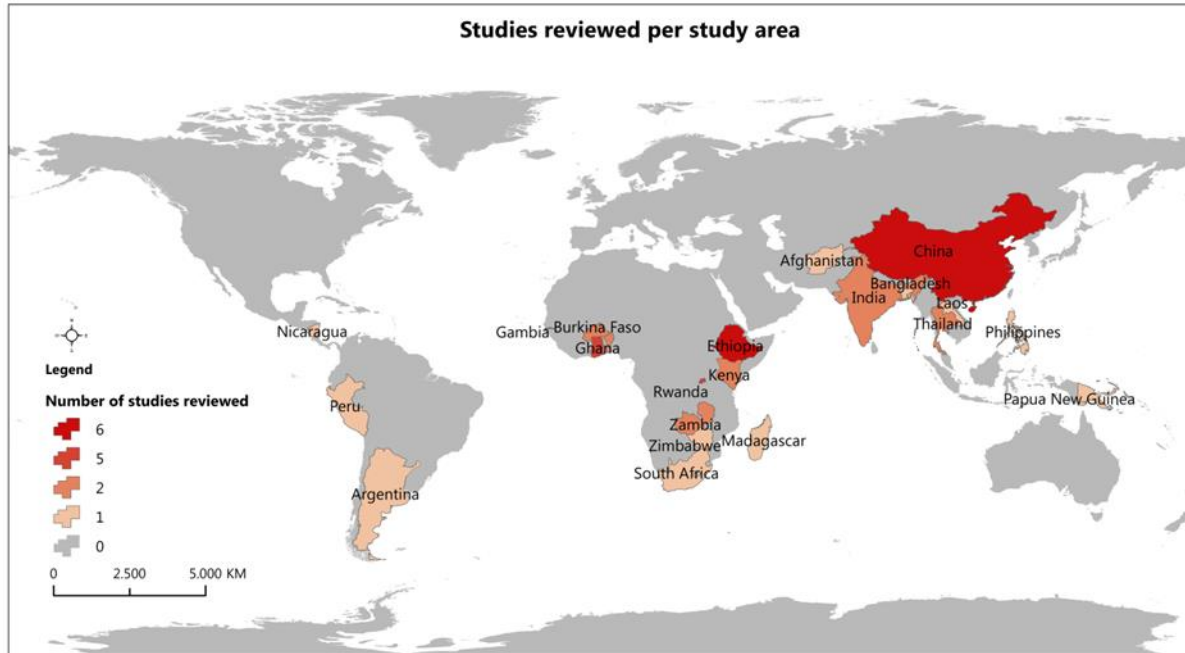 Studies reviewed per study area
China
Afghanistan
Bangladesh
India
Laos
Thailand
Philippines
Nicaragua
Gambia
Burkina Faso
Ghana
Ethiopia
Kenya
Rwanda
Papua New Guinea
Peru
Zambia
Zimbabwe
Madagascar
South Africa
Argentina
Legend
Number of studies reviewed
6
5
2
1
0
0 2.500 5.000 KM